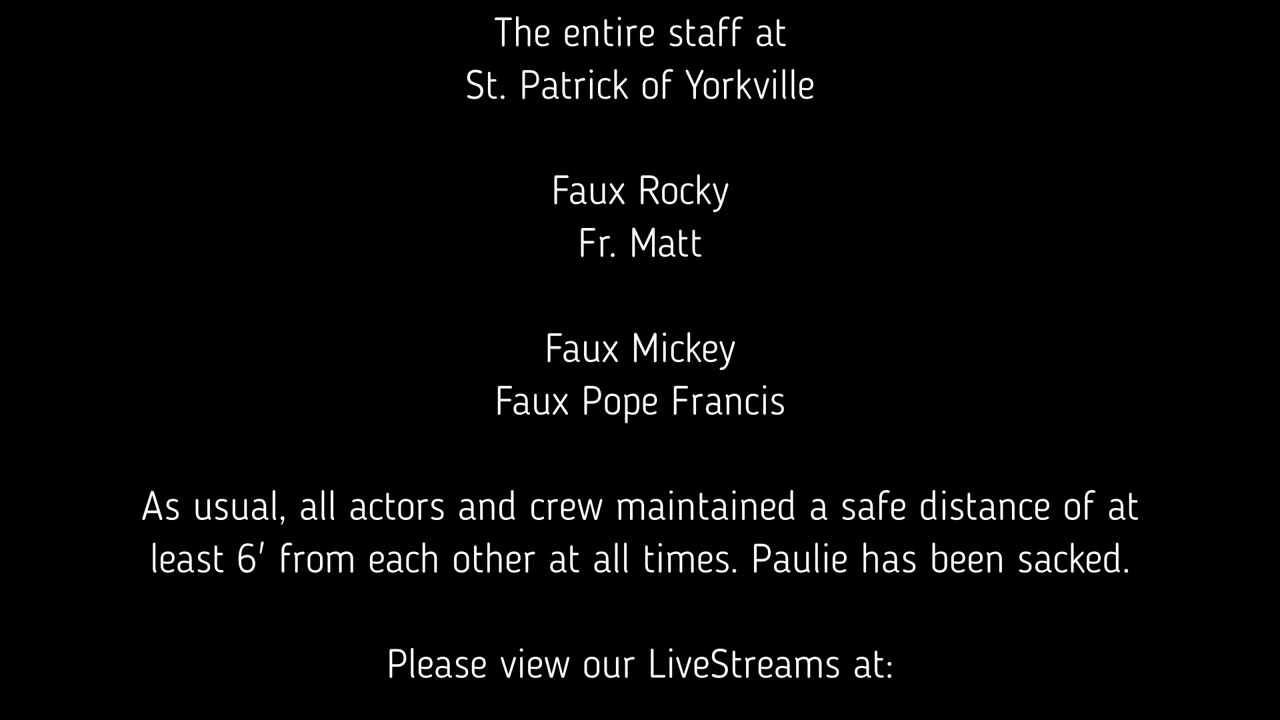 The entire staff at
St. Patrick of Yorkville
Faux Rocky
Fr. Matt
Faux Mickey
Faux Pope Francis
As usual, all actors and crew maintained a safe distance of at
least 6' from each other at all times. Paulie has been sacked.
Please view our LiveStreams at: